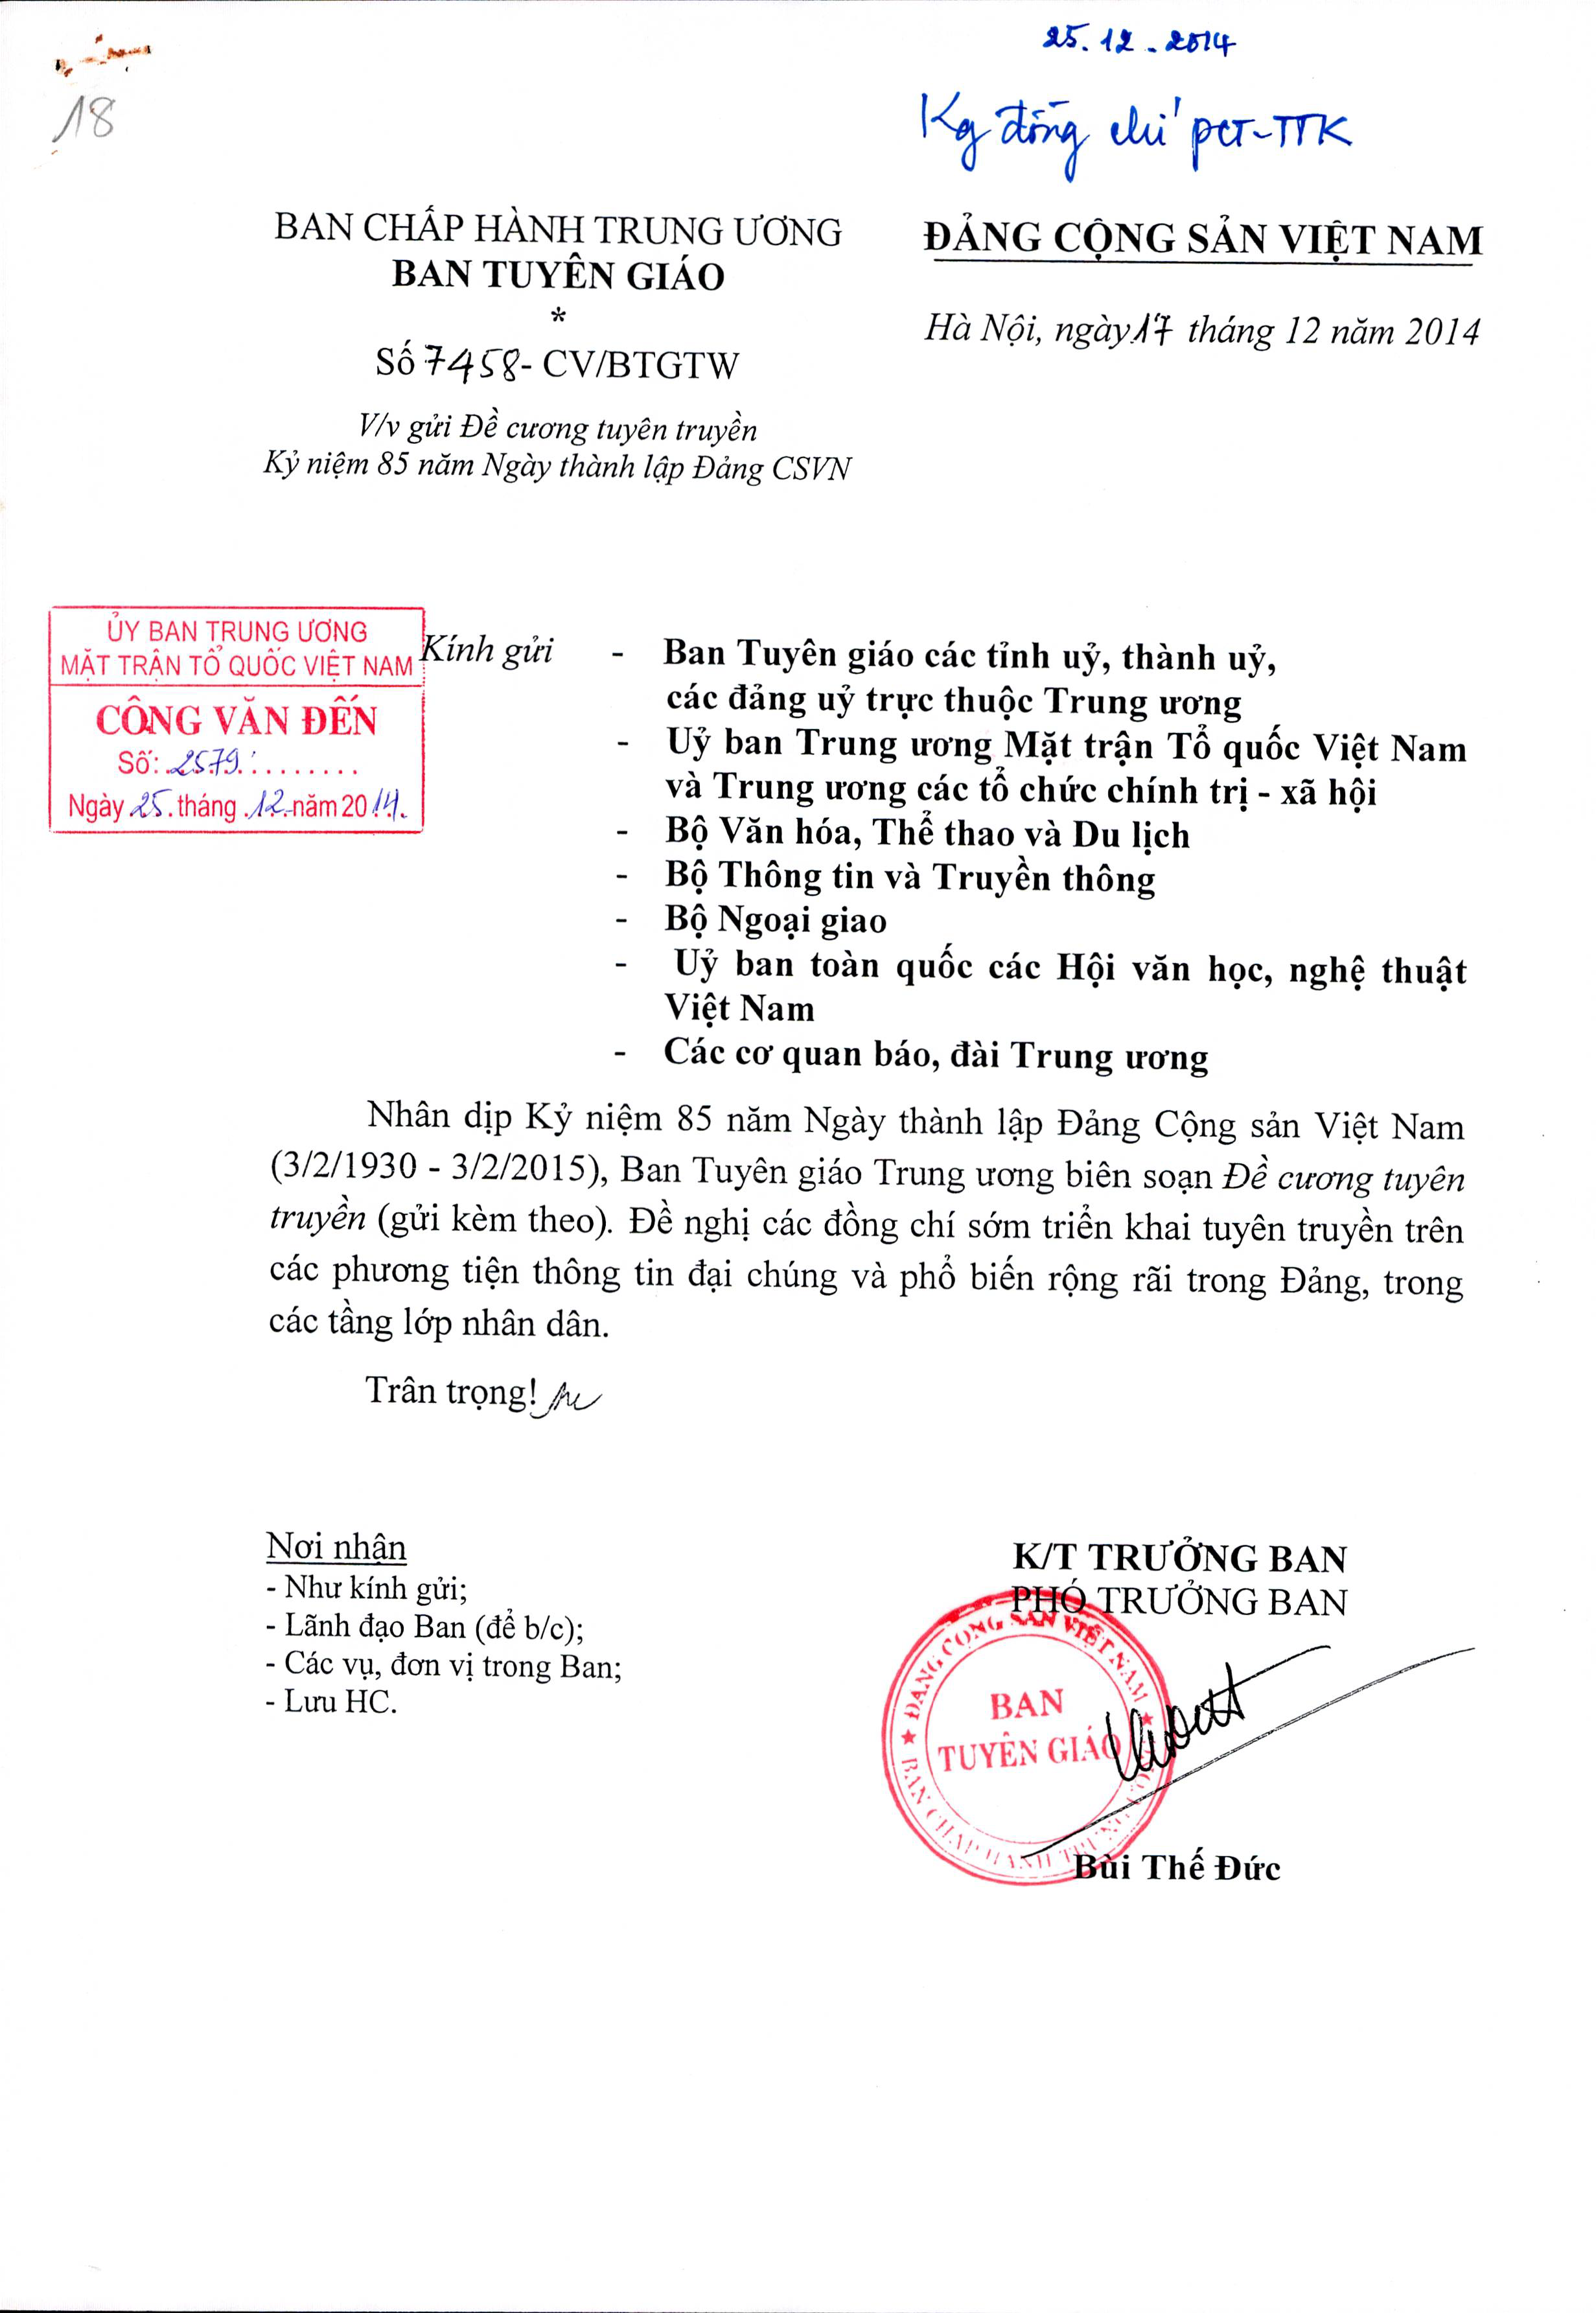 25.12.2014
18
Kg đồng chí PCT-TTK
BAN CHẤP HÀNH TRUNG ƯƠNG
BAN TUYÊN GIÁO
*
Số 7458- CV/BTGTW
V/v gửi Đề cương tuyên truyền
Kỷ niệm 85 năm Ngày thành lập Đảng CSVN
ĐẢNG CỘNG SẢN VIỆT NAM
Hà Nội, ngày 17 tháng 12 năm 2014
ỦY BAN TRUNG ƯƠNG
MẶT TRẬN TỔ QUỐC VIỆT NAM
CÔNG VĂN ĐẾN
Số: 2579
Ngày 25 tháng 12 năm 2014
Kính gửi - Ban Tuyên giáo các tỉnh uỷ, thành uỷ,
các đảng uỷ trực thuộc Trung ương
- Uỷ ban Trung ương Mặt trận Tổ quốc Việt Nam
và Trung ương các tổ chức chính trị - xã hội
- Bộ Văn hóa, Thể thao và Du lịch
- Bộ Thông tin và Truyền thông
- Bộ Ngoại giao
- Uỷ ban toàn quốc các Hội văn học, nghệ thuật
Việt Nam
- Các cơ quan báo, đài Trung ương
Nhân dịp Kỷ niệm 85 năm Ngày thành lập Đảng Cộng sản Việt Nam
(3/2/1930 - 3/2/2015), Ban Tuyên giáo Trung ương biên soạn Đề cương tuyên
truyền (gửi kèm theo). Đề nghị các đồng chí sớm triển khai tuyên truyền trên
các phương tiện thông tin đại chúng và phổ biến rộng rãi trong Đảng, trong
các tầng lớp nhân dân.
Trân trọng!
Nơi nhận
- Như kính gửi;
- Lãnh đạo Ban (để b/c);
- Các vụ, đơn vị trong Ban;
- Lưu HC.
K/T TRƯỞNG BAN
PHÓ TRƯỞNG BAN
ĐẢNG CỘNG SẢN VIỆT NAM
BAN
TUYÊN GIÁO
BAN CHẤP HÀNH TRUNG ƯƠNG
Bùi Thế Đức